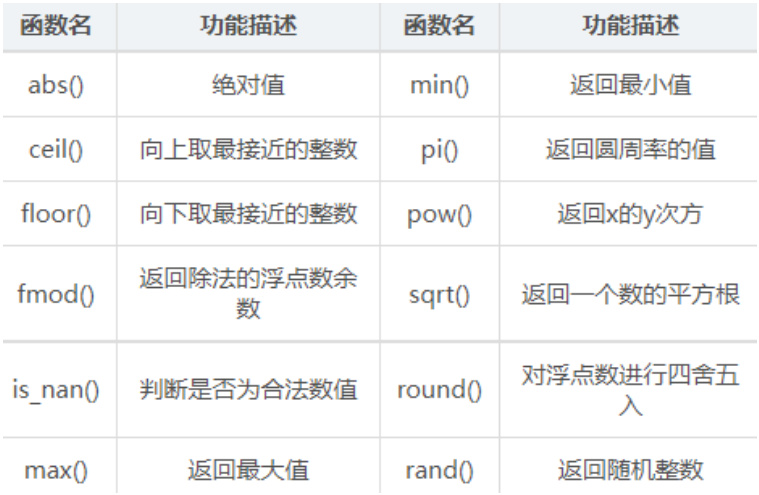 函数名 功能描述 函数名 功能描述
abs() 绝对值 min() 返回最小值
ceil() 向上取最接近的整数 pi() 返回圆周率的值
floor() 向下取最接近的整数 pow() 返回x的y次方
fmod() 返回除法的浮点数余
数 sqrt() 返回一个数的平方根
is_nan() 判断是否为合法数值 round() 对浮点数进行四舍五
入
max() 返回最大值 rand() 返回随机整数